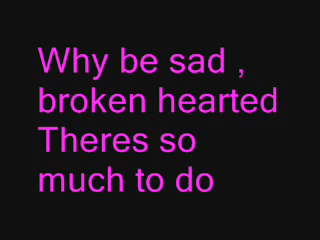 Why be sad ,
broken hearted
Theres so
much to do